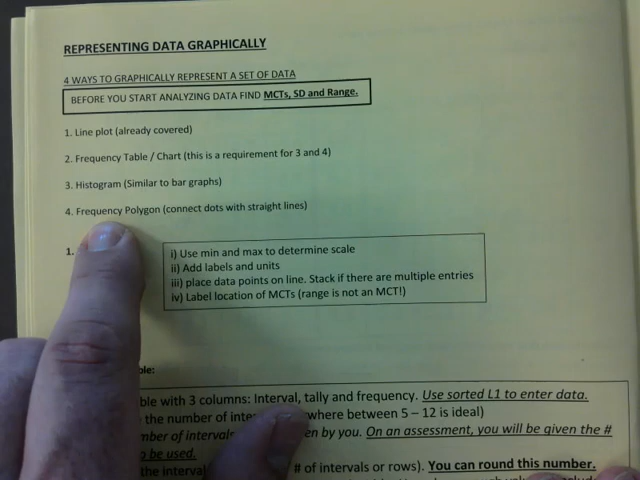 REPRESENTING DATA GRAPHICALLY
4 WAYS TO GRAPHICALLY REPRESENT A SET OF DATA
BEFORE YOU START ANALYZING DATA FIND MCTs, SD and Range.
1. Line plot (already covered)
2. Frequency Table / Chart (this is a requirement for 3 and 4)
3. Histogram (Similar to bar graphs)
4. Frequency Polygon (connect dots with straight lines)
1.
i) Use min and max to determine scale
ii) Add labels and units
iii) place data points on line. Stack if there are multiple entries
iv) Label location of MCTs (range is not an MCT!)
ble:
ble with 3 columns: Interval, tally and frequency. Use sorted L1 to enter data.
the number of where between 5 – 12 is ideal)
mber of intervals en by you. On an assessment, you will be given the #
o be used.
the interval # of intervals or rows). You can round this number.